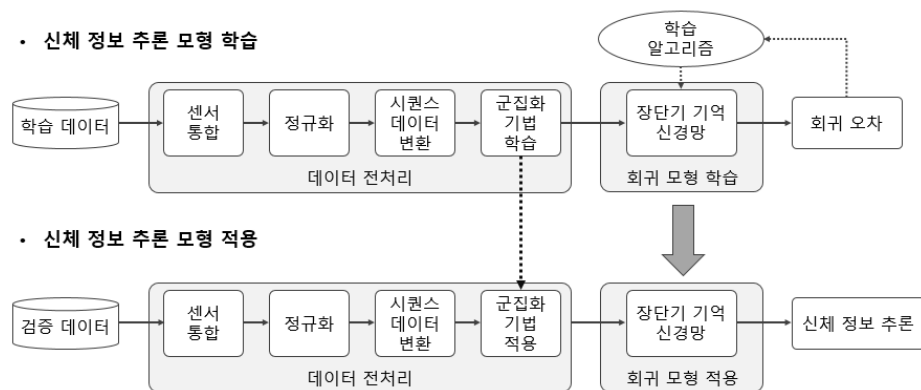 • 신체 정보 추론 모형 학습
학습
알고리즘
학습 데이터
센서
통합
정규화
시퀀스
데이터
변환
군집화
기법
학습
장단기 기억
신경망
회귀 오차
데이터 전처리
회귀 모형 학습
• 신체 정보 추론 모형 적용
검증 데이터
센서
통합
정규화
시퀀스
데이터
변환
군집화
기법
적용
장단기 기억
신경망
신체 정보 추론
데이터 전처리
회귀 모형 적용